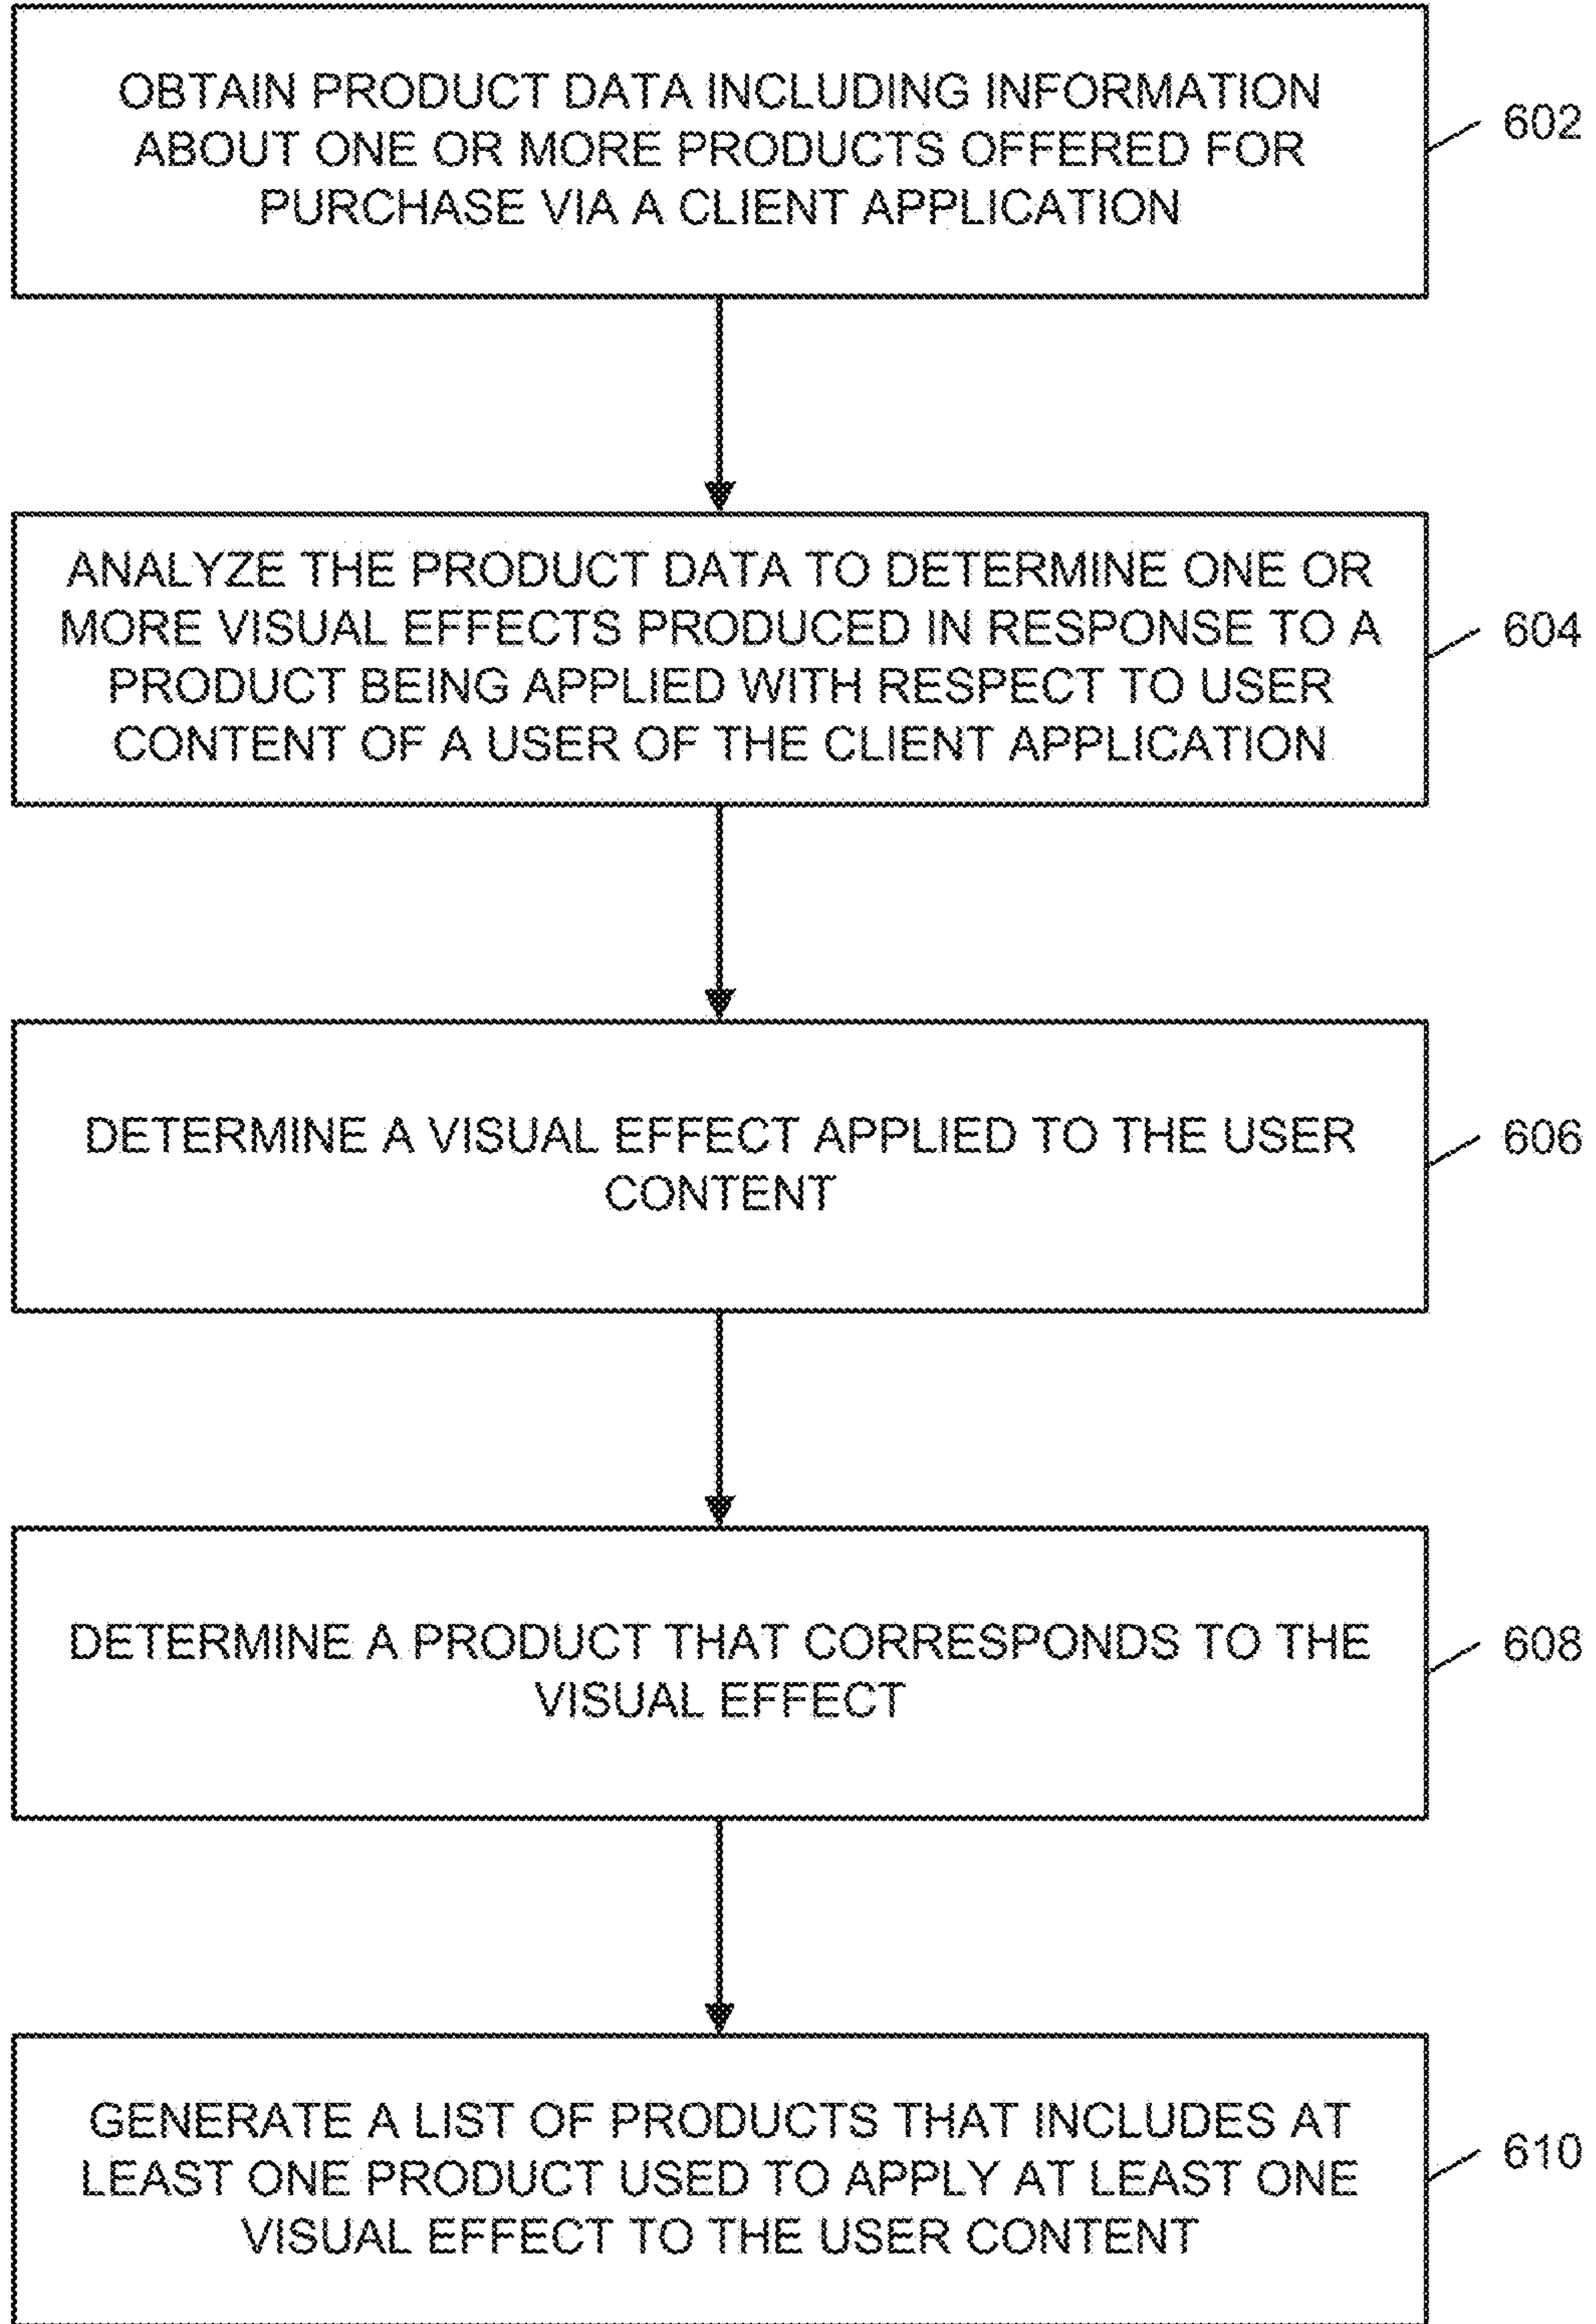 OBTAIN PRODUCT DATA INCLUDING INFORMATION
ABOUT ONE OR MORE PRODUCTS OFFERED FOR
PURCHASE VIA A CLIENT APPLICATION
602
ANALYZE THE PRODUCT DATA TO DETERMINE ONE OR
MORE VISUAL EFFECTS PRODUCED IN RESPONSE TO A
PRODUCT BEING APPLIED WITH RESPECT TO USER
CONTENT OF A USER OF THE CLIENT APPLICATION
604
DETERMINE A VISUAL EFFECT APPLIED TO THE USER
CONTENT
606
DETERMINE A PRODUCT THAT CORRESPONDS TO THE
VISUAL EFFECT
608
GENERATE A LIST OF PRODUCTS THAT INCLUDES AT
LEAST ONE PRODUCT USED TO APPLY AT LEAST ONE
VISUAL EFFECT TO THE USER CONTENT
610